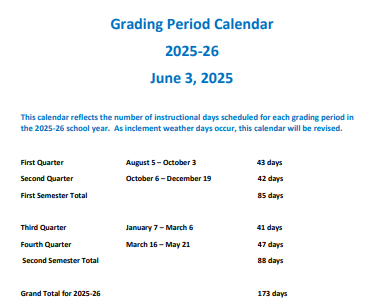 Grading Period Calendar
2025-26
June 3, 2025
This calendar reflects the number of instructional days scheduled for each grading period in
the 2025-26 school year.  As inclement weather days occur, this calendar will be revised.
First Quarter August 5 – October 3 43 days
Second Quarter October 6 – December 19 42 days
First Semester Total 85 days
Third Quarter January 7 – March 6 41 days
Fourth Quarter March 16 – May 21 47 days
Second Semester Total 88 days
Grand Total for 2025-26 173 days